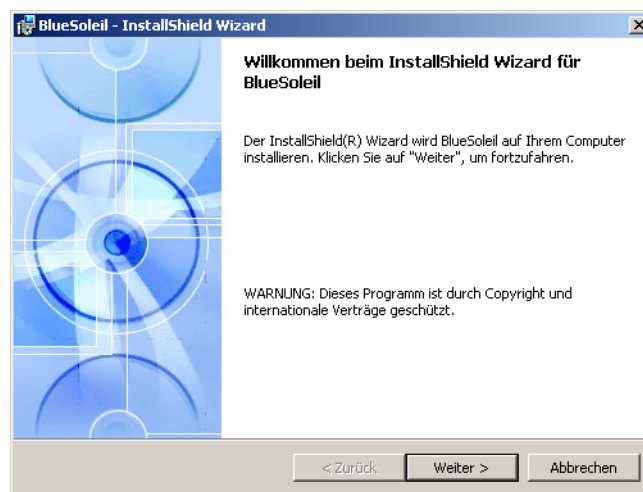 BlueSoleil - InstallShield Wizard
Willkommen beim InstallShield Wizard für
BlueSoleil
Der InstallShield(R) Wizard wird BlueSoleil auf Ihrem Computer
installieren. Klicken Sie auf "Weiter", um fortzufahren.
WARNUNG: Dieses Programm ist durch Copyright und
internationale Verträge geschützt.
< Zurück
Weiter >
Abbrechen